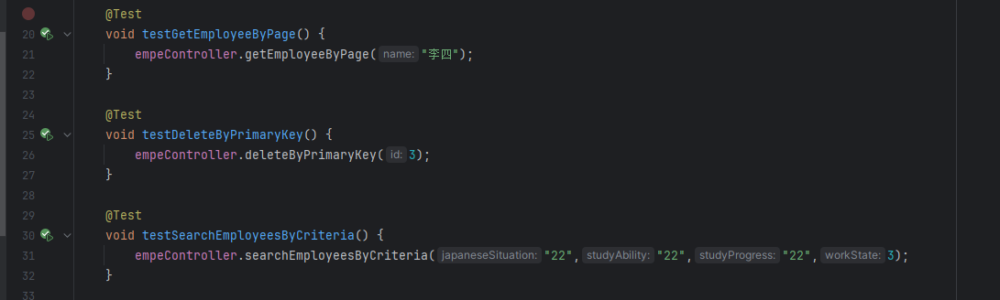 @Test
20 void testGetEmployeeByPage() {
21 empeController.getEmployeeByPage( name: "李四");
22 }
23
24 @Test
25 void testDeleteByPrimaryKey() {
26 empeController.deleteByPrimaryKey( id: 3);
27 }
28
29 @Test
30 void testSearchEmployeesByCriteria() {
31 empeController.searchEmployeesByCriteria( japaneseSituation: "22", studyAbility: "22", studyProgress: "22", workState: 3);
32 }
33